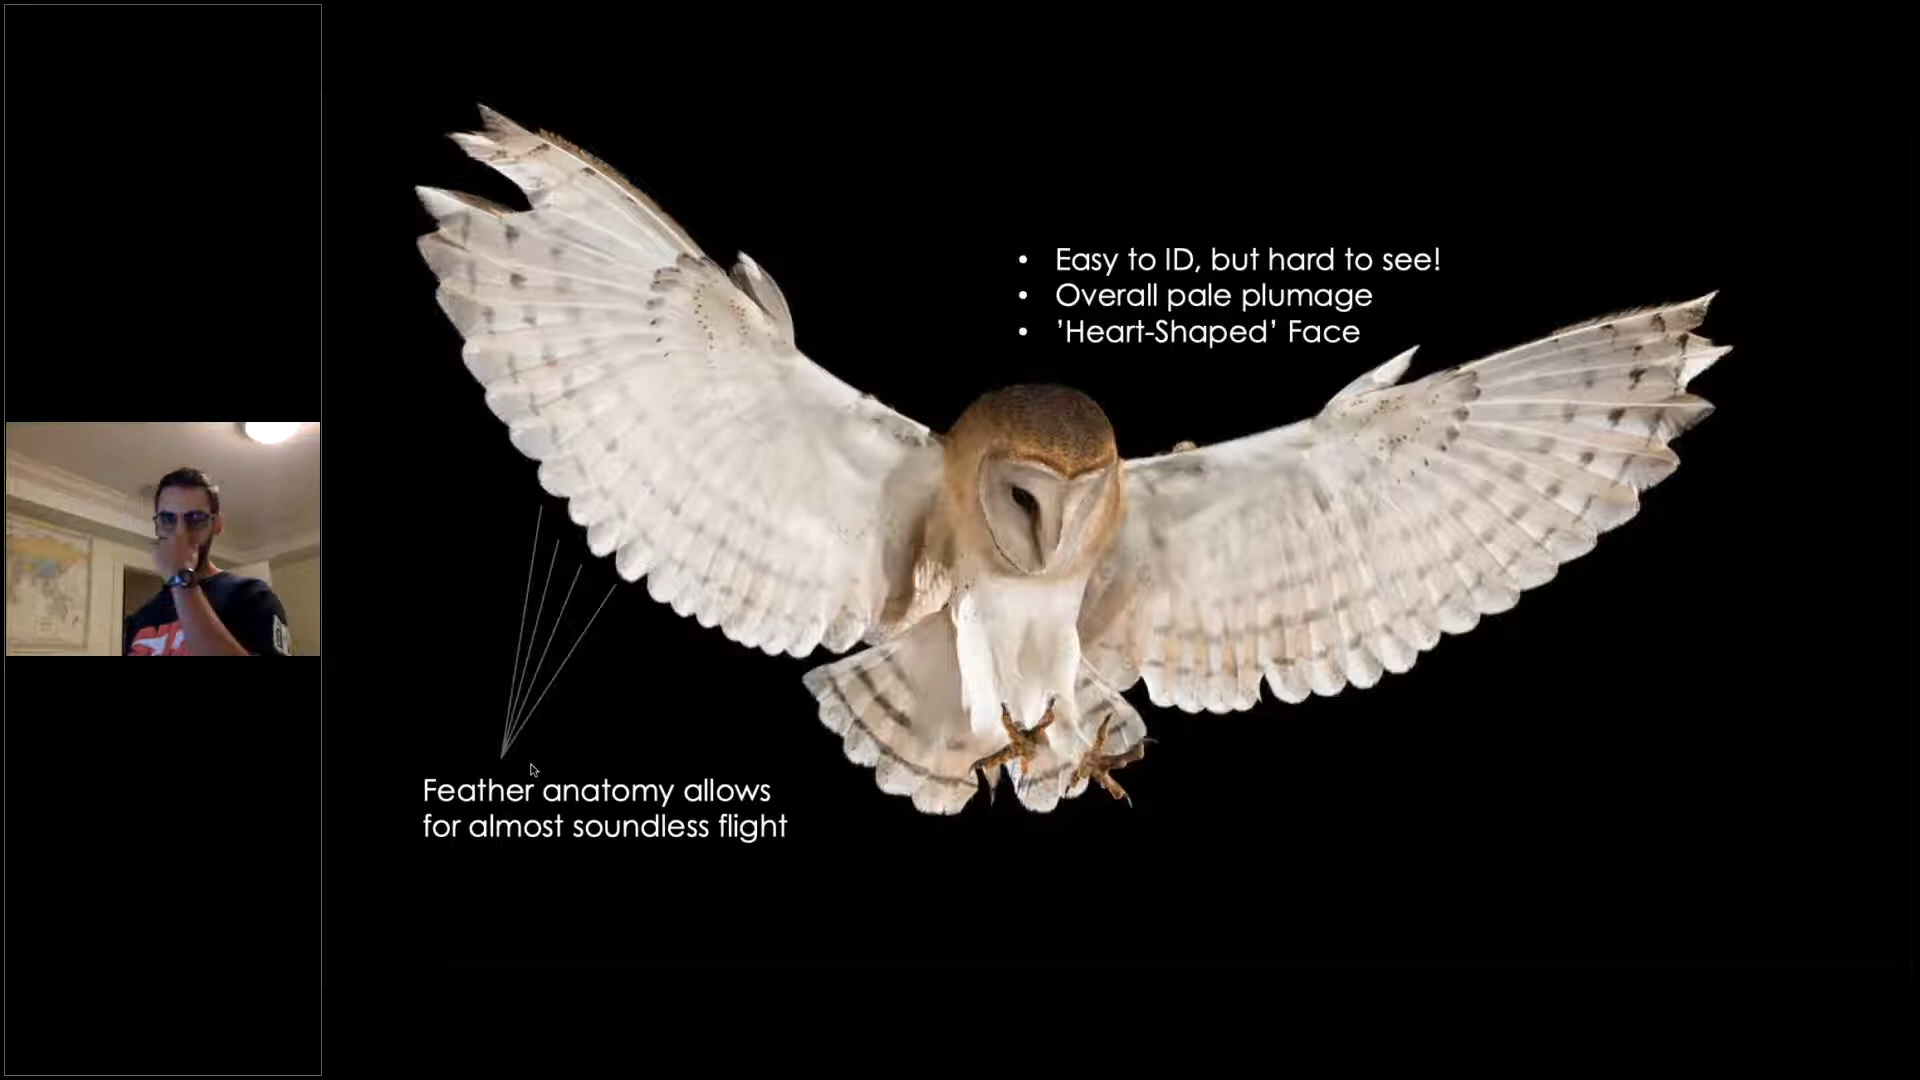 • Easy to ID, but hard to see!
• Overall pale plumage
• ’Heart-Shaped’ Face
Feather anatomy allows
for almost soundless flight